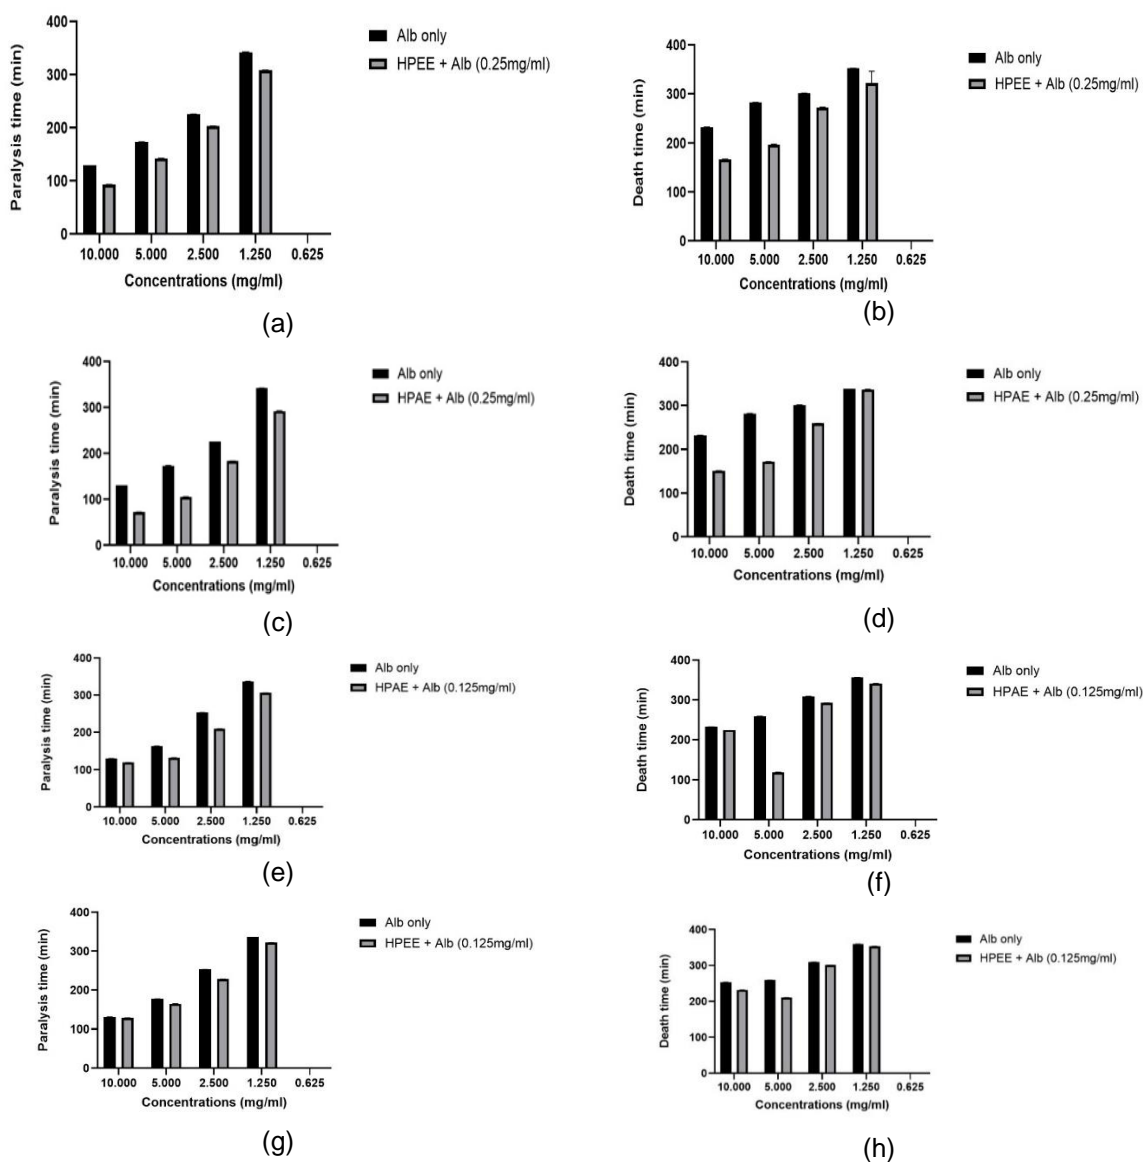 Paralysis time (min)
400
300
200
100
0
10.000 5.000 2.500 1.250 0.625
Concentrations (mg/ml)
Alb only
HPEE + Alb (0.25mg/ml)
(a)
Death time (min)
400
300
200
100
0
10.000 5.000 2.500 1.250 0.625
Concentrations (mg/ml)
Alb only
HPEE + Alb (0.25mg/ml)
(b)
Paralysis time (min)
400
300
200
100
0
10.000 5.000 2.500 1.250 0.625
Concentrations (mg/ml)
Alb only
HPAE + Alb (0.25mg/ml)
(c)
Death time (min)
400
300
200
100
0
10.000 5.000 2.500 1.250 0.625
Concentrations (mg/ml)
Alb only
HPAE + Alb (0.25mg/ml)
(d)
Paralysis time (min)
400
300
200
100
0
10.000 5.000 2.500 1.250 0.625
Concentrations (mg/ml)
Alb only
HPAE + Alb (0.125mg/ml)
(e)
Death time (min)
400
300
200
100
0
10.000 5.000 2.500 1.250 0.625
Concentrations (mg/ml)
Alb only
HPAE + Alb (0.125mg/ml)
(f)
Paralysis time (min)
400
300
200
100
0
10.000 5.000 2.500 1.250 0.625
Concentrations (mg/ml)
Alb only
HPEE + Alb (0.125mg/ml)
(g)
Death time (min)
400
300
200
100
0
10.000 5.000 2.500 1.250 0.625
Concentrations (mg/ml)
Alb only
HPEE + Alb (0.125mg/ml)
(h)